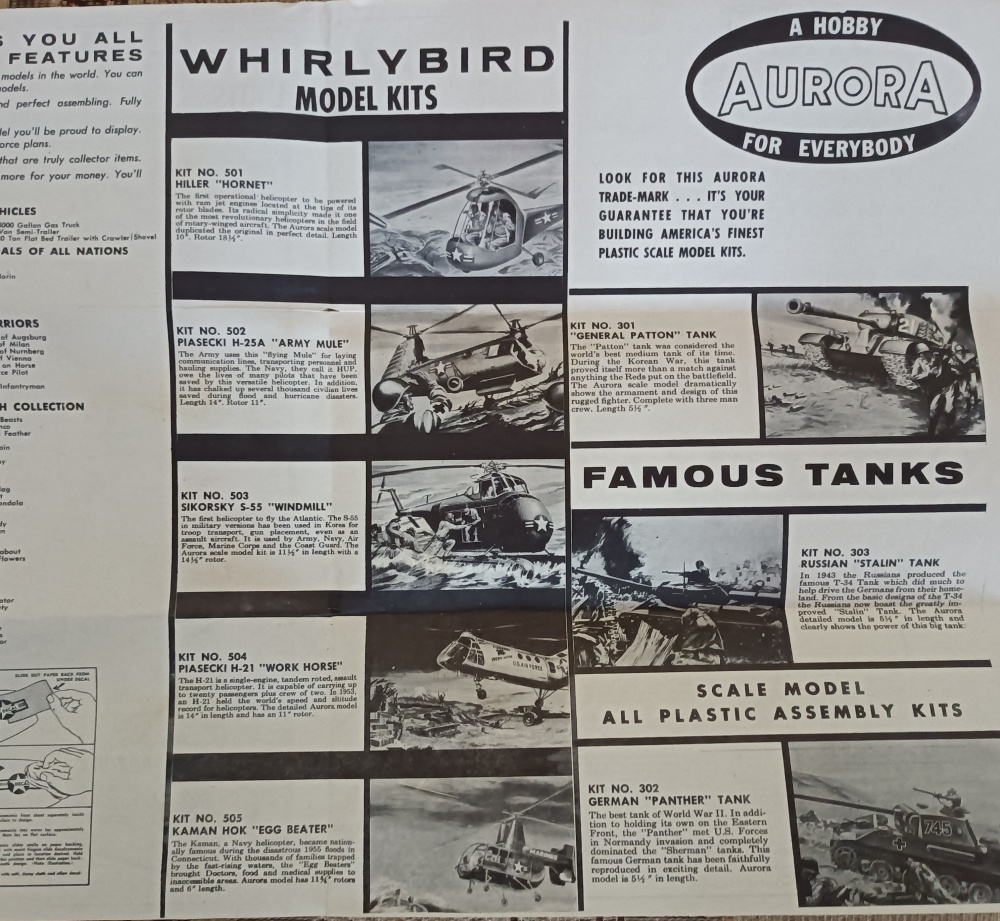 S YOU ALL
FEATURES
models in the world. You can
odels.
nd perfect assembling. Fully
del you'll be proud to display.
orce plans.
that are truly collector items.
more for your money. You'll
HICLES
5000 Gallon Gas Truck
Van Semi-Trailer
Ton Flat Bed Trailer with Crawler Shovel
ALS OF ALL NATIONS
RRIORS
of Augsburg
of Milan
of Nurnberg
f Vienna
on Horse
ce Pilot
Infantryman
H COLLECTION
Beasts
Feather
about
Flowers
SLIDE OUT PAPER BACK FROM
UNDER DECAL
WHIRLYBIRD
MODEL KITS
KIT NO. 501
HILLER "HORNET"
The first operational helicopter to be powered
with ram jet engines located at the tips of its
rotor blades. Its radical simplicity made it one
of the most revolutionary helicopters in the field
of rotary-winged aircraft. The Aurora scale model
duplicated the original in perfect detail. Length
10". Rotor 18½".
KIT NO. 502
PIASECKI H-25A "ARMY MULE"
The Army uses this "flying Mule" for laying
communication lines, transporting personnel and
hauling supplies. The Navy, they call it HUP,
owe the lives of many pilots that have been
saved by this versatile helicopter. In addition,
it has chalked up several thousand civilian lives
saved during flood and hurricane disasters.
Length 14". Rotor 11".
KIT NO. 503
SIKORSKY S-55 "WINDMILL"
The first helicopter to fly the Atlantic. The S-55
in military versions has been used in Korea for
troop transport, gun placement, even as an
assault aircraft. It is used by Army, Navy, Air
Force, Marine Corps and the Coast Guard. The
Aurora scale model kit is 11½" in length with a
14½" rotor.
KIT NO. 504
PIASECKI H-21 "WORK HORSE"
The H-21 is a single-engine, tandem roted, assault
transport helicopter. It is capable of carrying up
to twenty passengers plus crew of two. In 1953,
an H-21 held the world's speed and altitude
record for helicopters. The detailed Aurora model
is 14" in length and has an 11" rotor.
U.S. AIR FORCE
KIT NO. 505
KAMAN HOK "EGG BEATER"
The Kaman, a Navy helicopter, became nation-
ally famous during the disastrous 1955 floods in
Connecticut. With thousands of families trapped
by the fast-rising waters, the "Egg Beaters"
brought Doctors, food and medical supplies to
inaccessible areas. Aurora model has 11¾" rotors
and 6" length.
A HOBBY
AURORA
FOR EVERYBODY
LOOK FOR THIS AURORA
TRADE-MARK . . . IT'S YOUR
GUARANTEE THAT YOU'RE
BUILDING AMERICA'S FINEST
PLASTIC SCALE MODEL KITS.
KIT NO. 301
"GENERAL PATTON" TANK
The "Patton" tank was considered the
world's best medium tank of its time.
During the Korean War, this tank
proved itself more than a match against
anything the Reds put on the battlefield.
The Aurora scale model dramatically
shows the armament and design of this
rugged fighter. Complete with three man
crew. Length 5½".
FAMOUS TANKS
KIT NO. 303
RUSSIAN "STALIN" TANK
In 1943 the Russians produced the
famous T-34 Tank which did much to
help drive the Germans from their home-
land. From the basic designs of the T-34
the Russians now boast the greatly im-
proved "Stalin" Tank. The Aurora
detailed model is 5½" in length and
clearly shows the power of this big tank.
SCALE MODEL
ALL PLASTIC ASSEMBLY KITS
KIT NO. 302
GERMAN "PANTHER" TANK
The best tank of World War II. In addi-
tion to holding its own on the Eastern
Front, the "Panther" met U.S. Forces
in Normandy invasion and completely
dominated the "Sherman" tanks. This
famous German tank has been faithfully
reproduced in exciting detail. Aurora
model is 5½" in length.
745